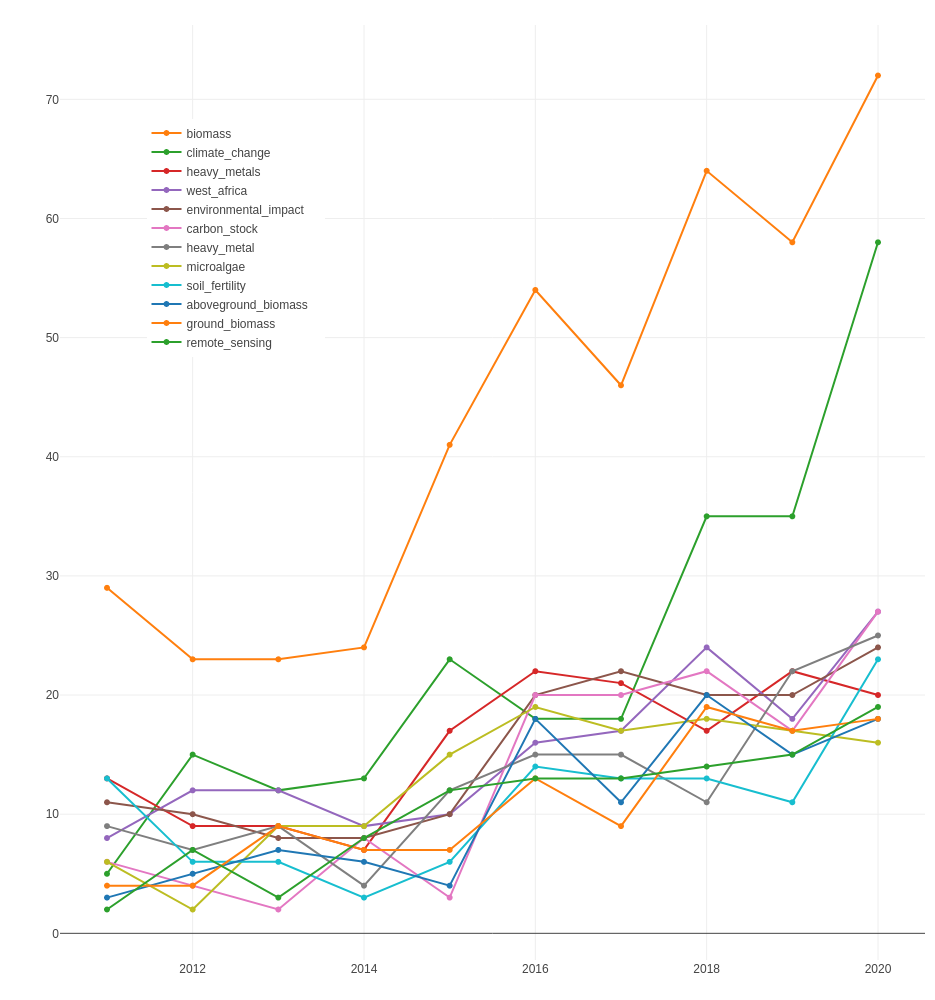 70
60
50
40
30
20
10
0
biomass
climate_change
heavy_metals
west_africa
environmental_impact
carbon_stock
heavy_metal
microalgae
soil_fertility
aboveground_biomass
ground_biomass
remote_sensing
2012 2014 2016 2018 2020